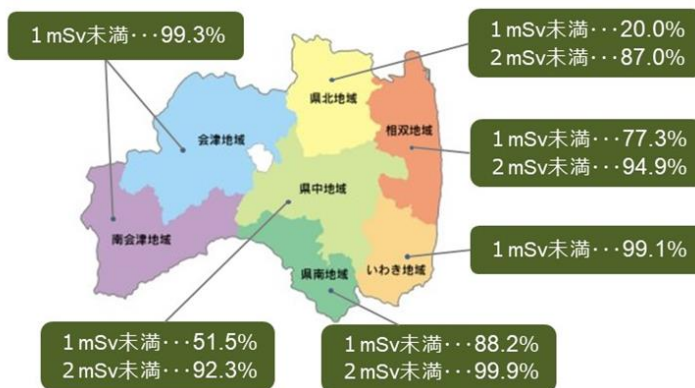 1 mSv未満･･･99.3%
1 mSv未満･･･20.0%
2 mSv未満･･･87.0%
県北地域
会津地域
相双地域
1 mSv未満･･･77.3%
2 mSv未満･･･94.9%
県中地域
南会津地域
県南地域
いわき地域
1 mSv未満･･･99.1%
1 mSv未満･･･51.5%
2 mSv未満･･･92.3%
1 mSv未満･･･88.2%
2 mSv未満･･･99.9%